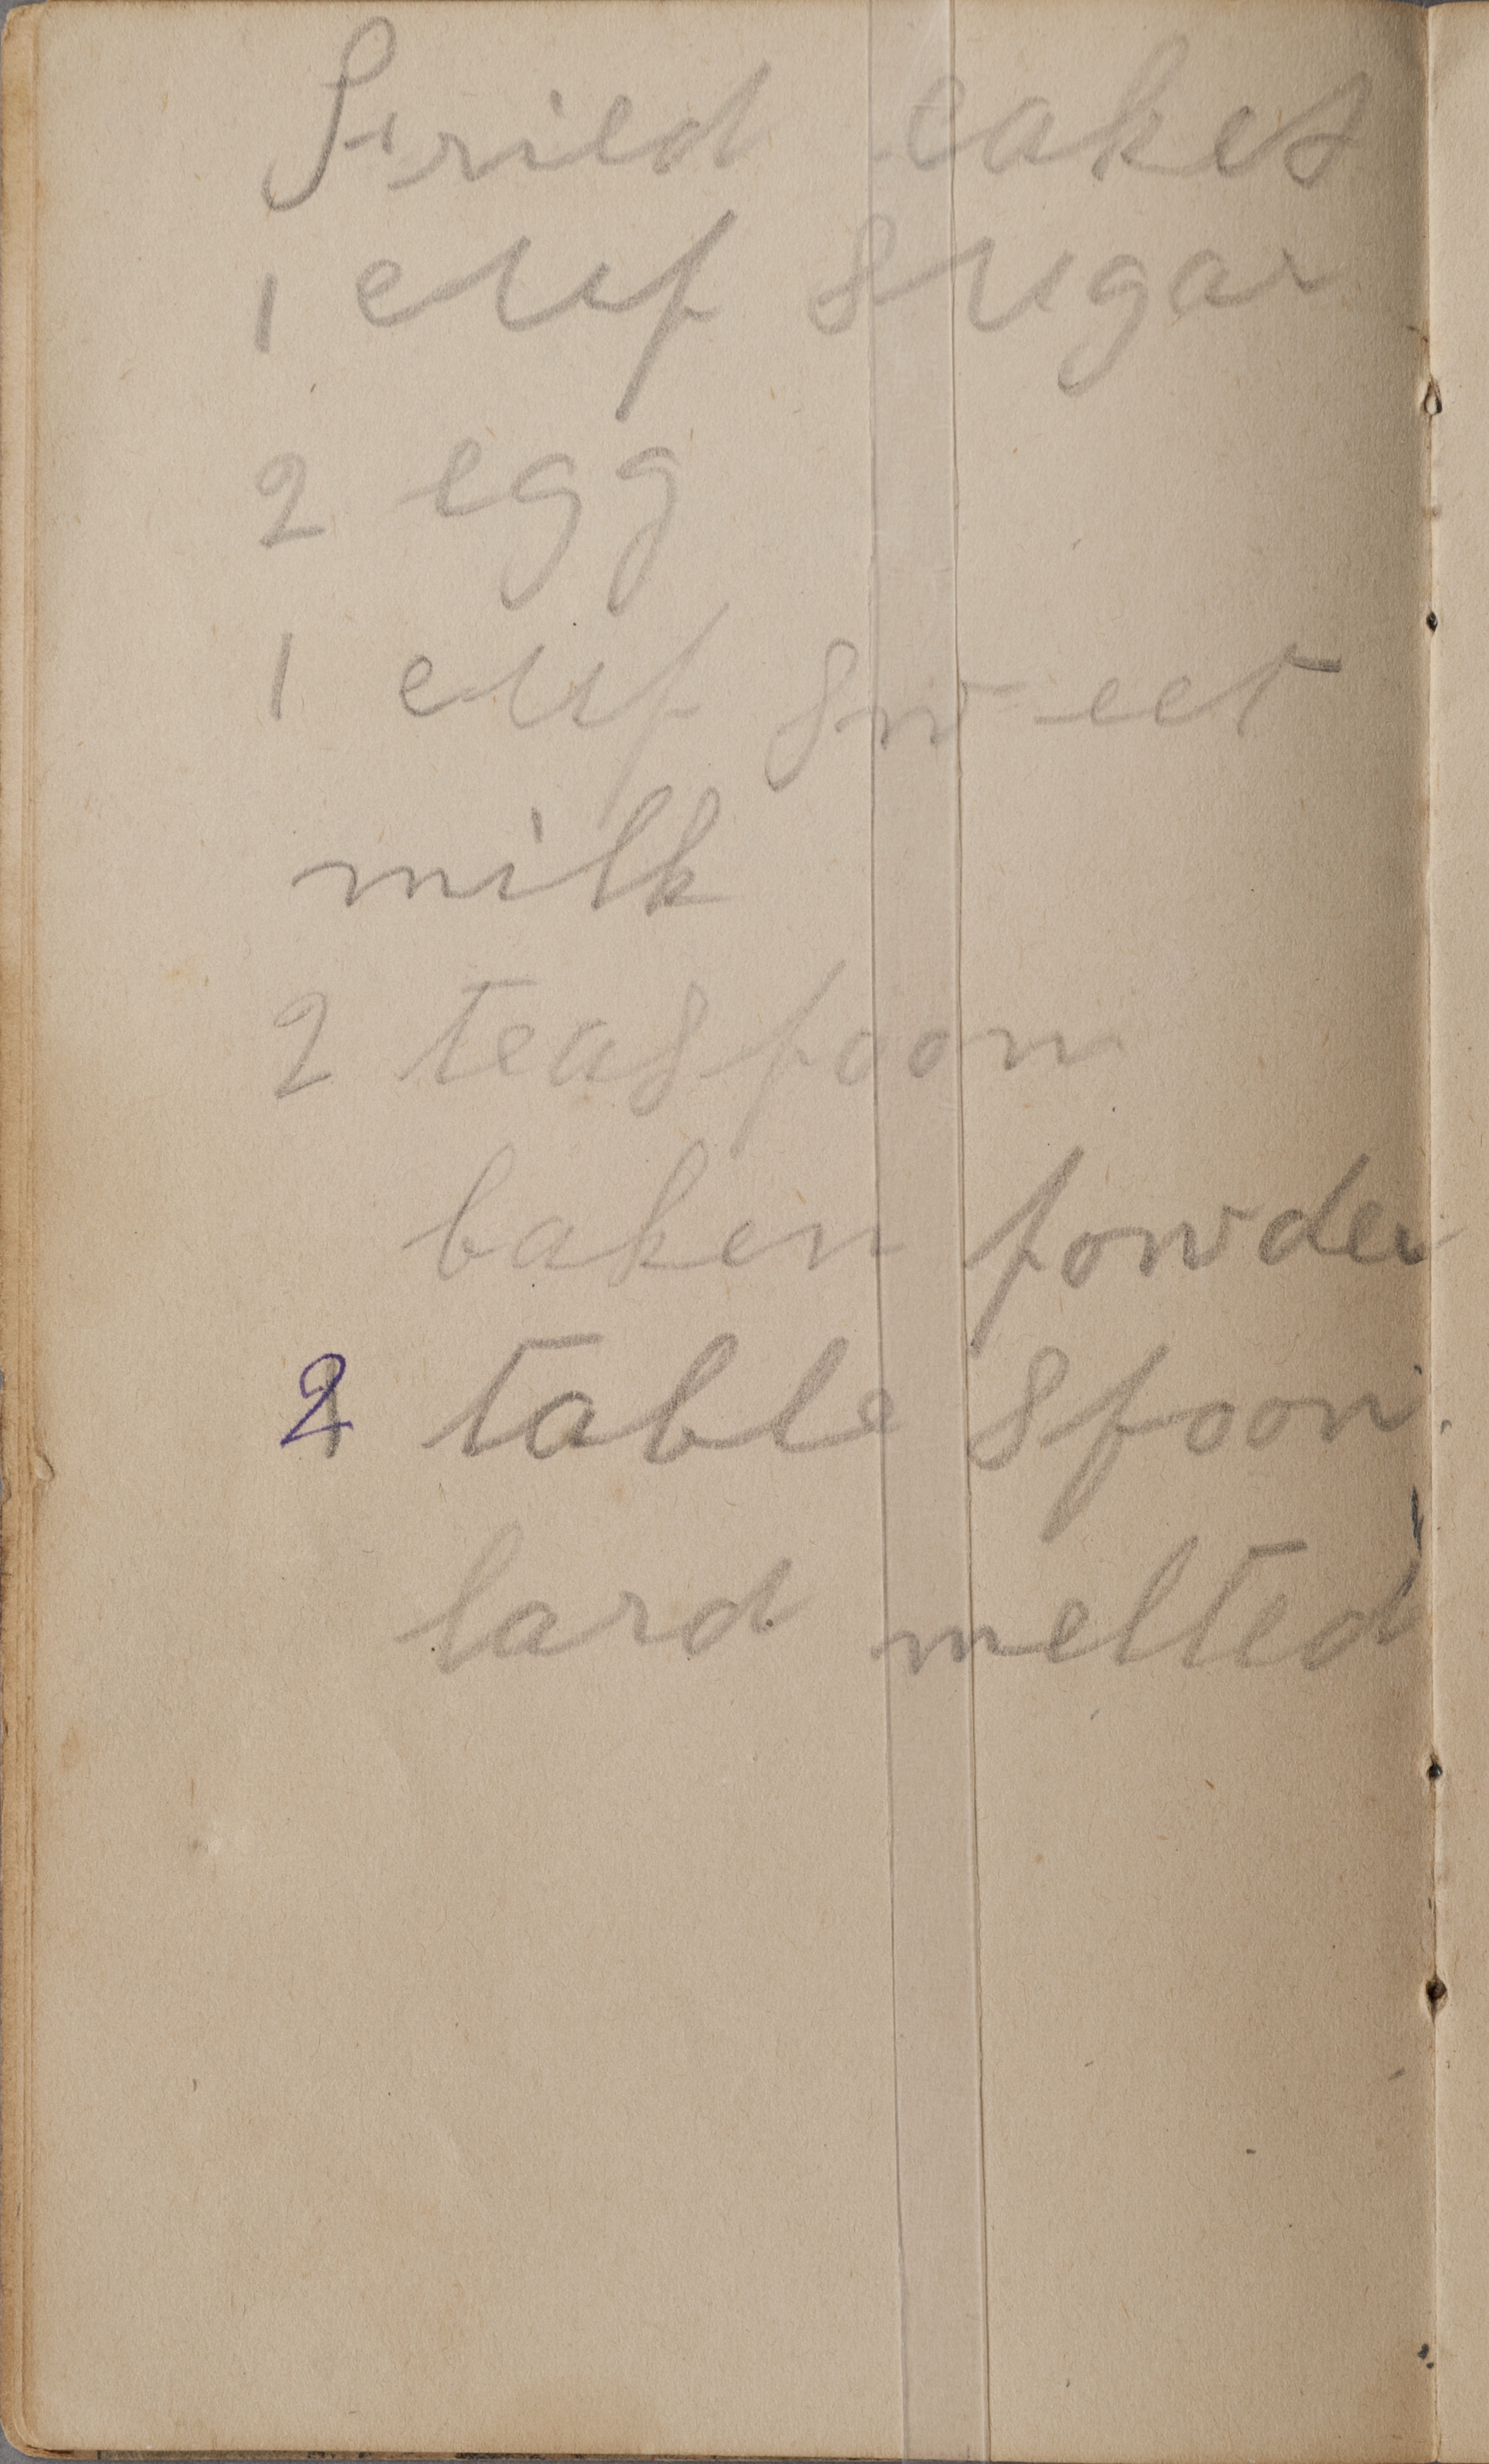 Fried cakes
1 cup sugar
2 egg
1 cup sweet
milk
2 teaspoon
baken powder
2 table spoon
lard melted